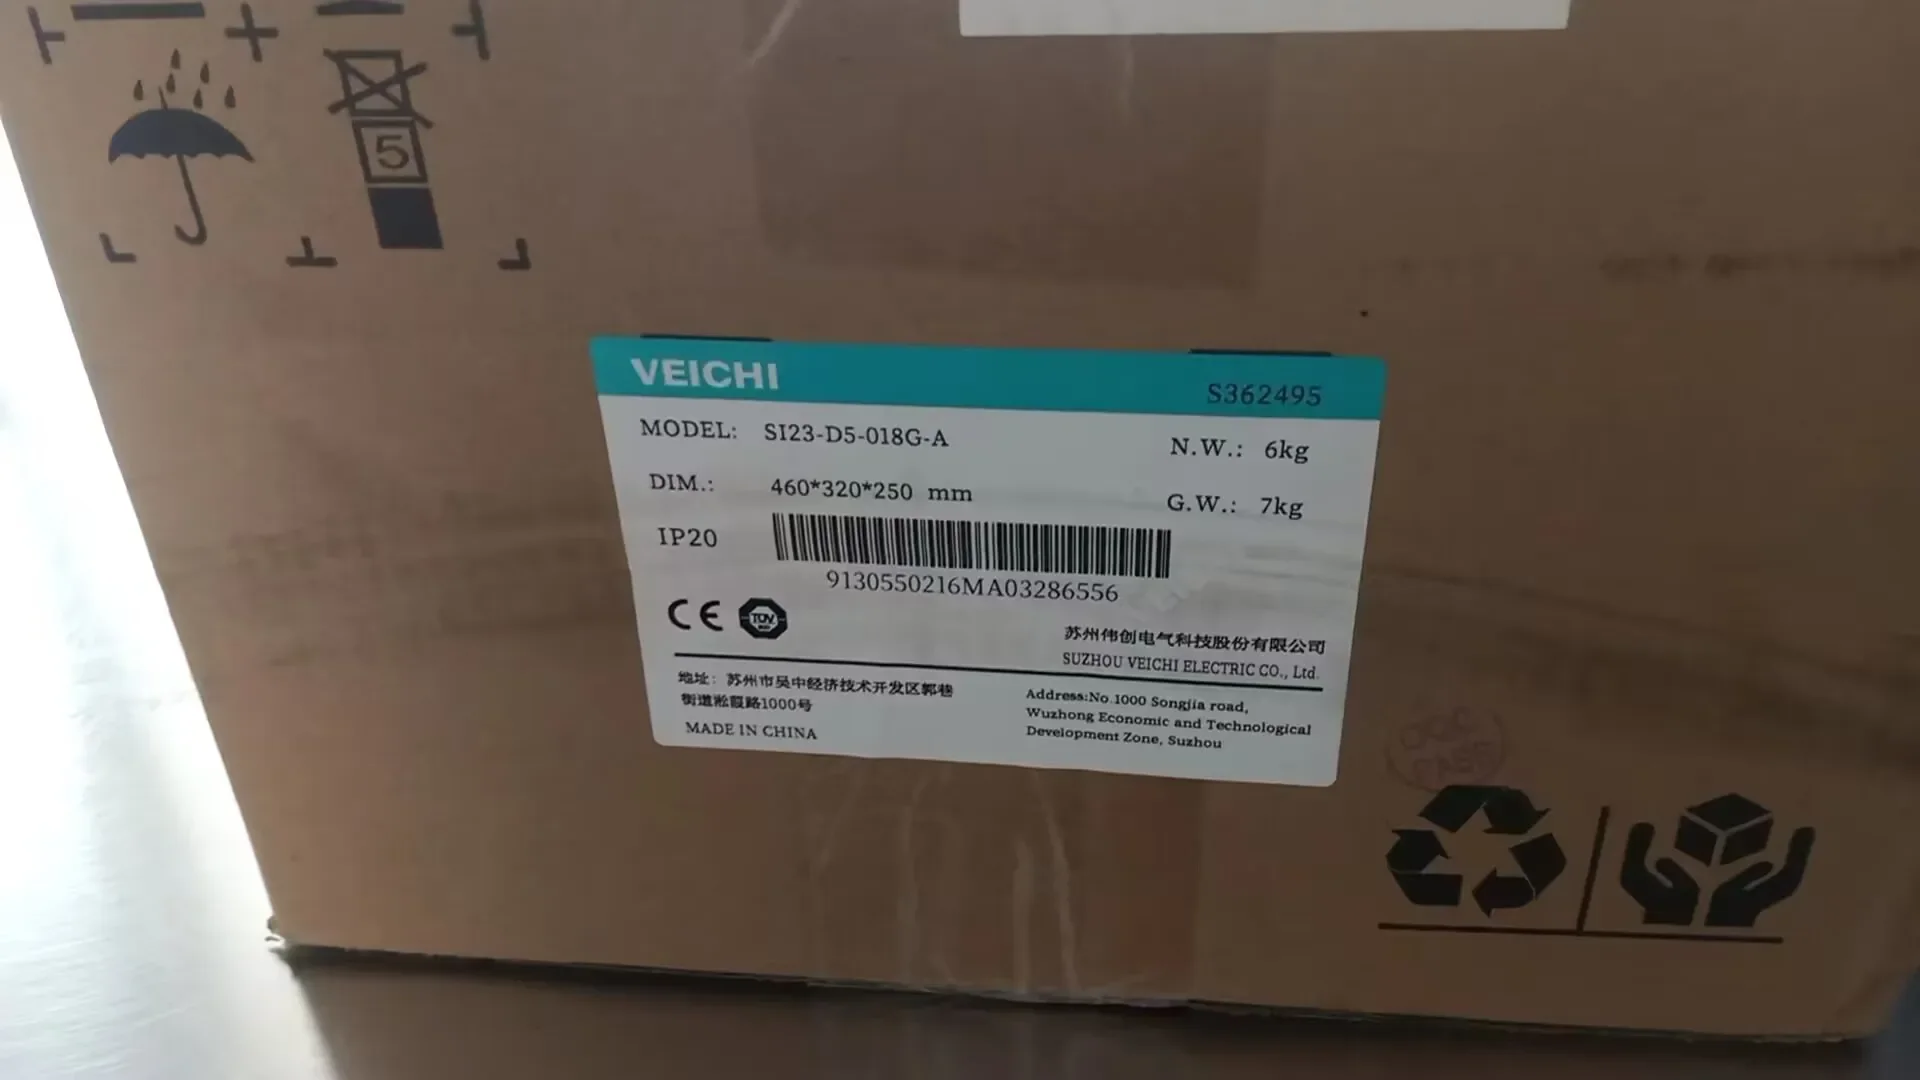 5
VEICHI
S362495
MODEL: SI23-D5-018G-A
N.W.: 6kg
DIM.: 460*320*250 mm
G.W.: 7kg
IP20
9130550216MA03286556
CE TÜV
苏州伟创电气科技股份有限公司
SUZHOU VEICHI ELECTRIC CO., Ltd.
地址：苏州市吴中经济技术开发区郭巷
街道淞葭路1000号
MADE IN CHINA
Address:No.1000 Songjia road,
Wuzhong Economic and Technological
Development Zone, Suzhou